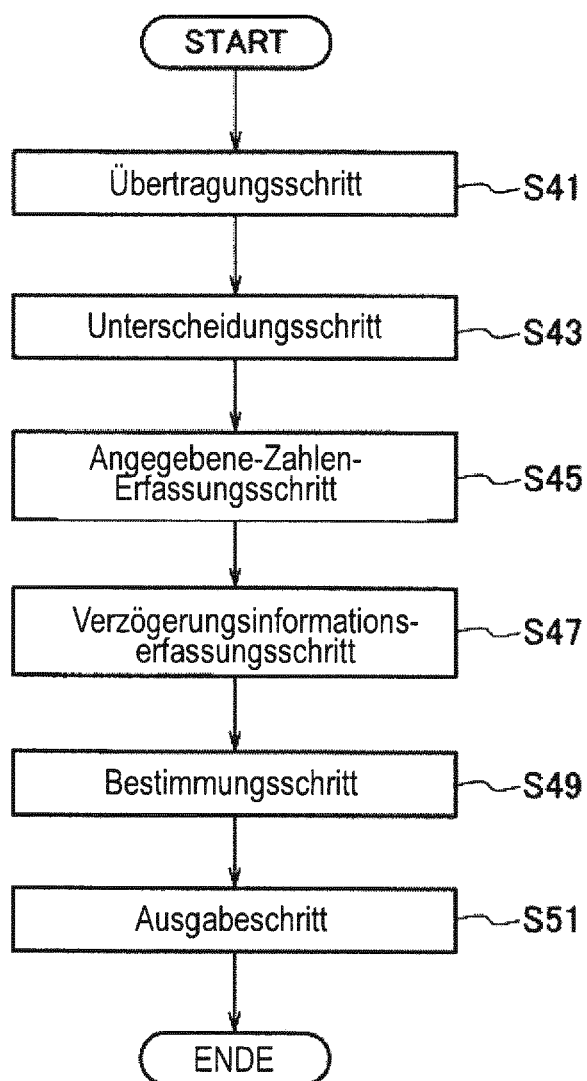 START
Übertragungsschritt
S41
Unterscheidungsschritt
S43
Angegebene-Zahlen-
Erfassungsschritt
S45
Verzögerungsinformations-
erfassungsschritt
S47
Bestimmungsschritt
S49
Ausgabeschritt
S51
ENDE